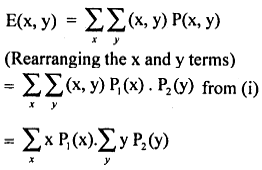 E(x, y) = ∑∑(x, y) P(x, y)
x y
(Rearranging the x and y terms)
= ∑∑(x, y) P₁(x) . P₂(y) from (i)
x y
= ∑x P₁(x).∑y P₂(y)
x y